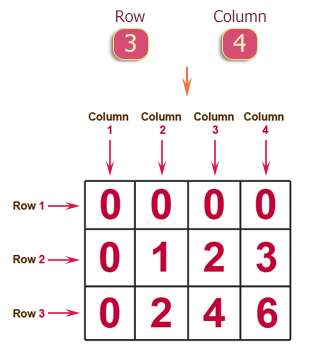 Row Column
3 4
Column Column Column Column
1 2 3 4
Row 1 0 0 0 0
Row 2 0 1 2 3
Row 3 0 2 4 6